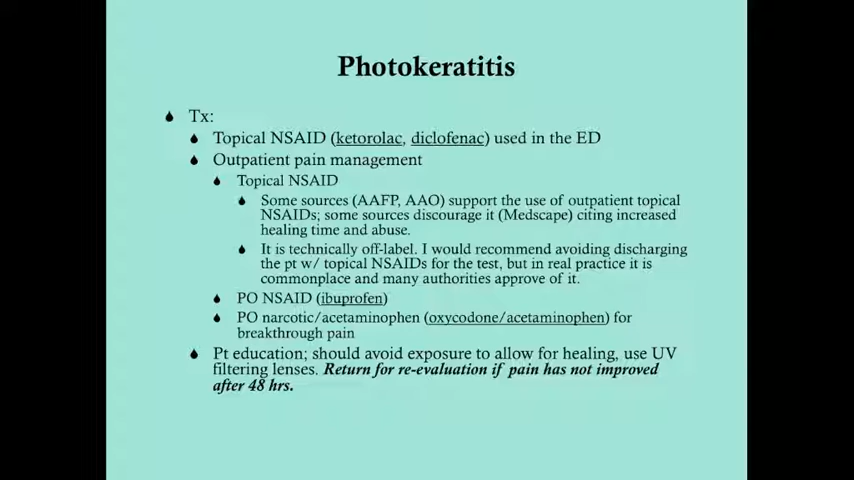 Photokeratitis
Tx:
Topical NSAID (ketorolac, diclofenac) used in the ED
Outpatient pain management
Topical NSAID
Some sources (AAFP, AAO) support the use of outpatient topical
NSAIDs; some sources discourage it (Medscape) citing increased
healing time and abuse.
It is technically off-label. I would recommend avoiding discharging
the pt w/ topical NSAIDs for the test, but in real practice it is
commonplace and many authorities approve of it.
PO NSAID (ibuprofen)
PO narcotic/acetaminophen (oxycodone/acetaminophen) for
breakthrough pain
Pt education; should avoid exposure to allow for healing, use UV
filtering lenses. Return for re-evaluation if pain has not improved
after 48 hrs.